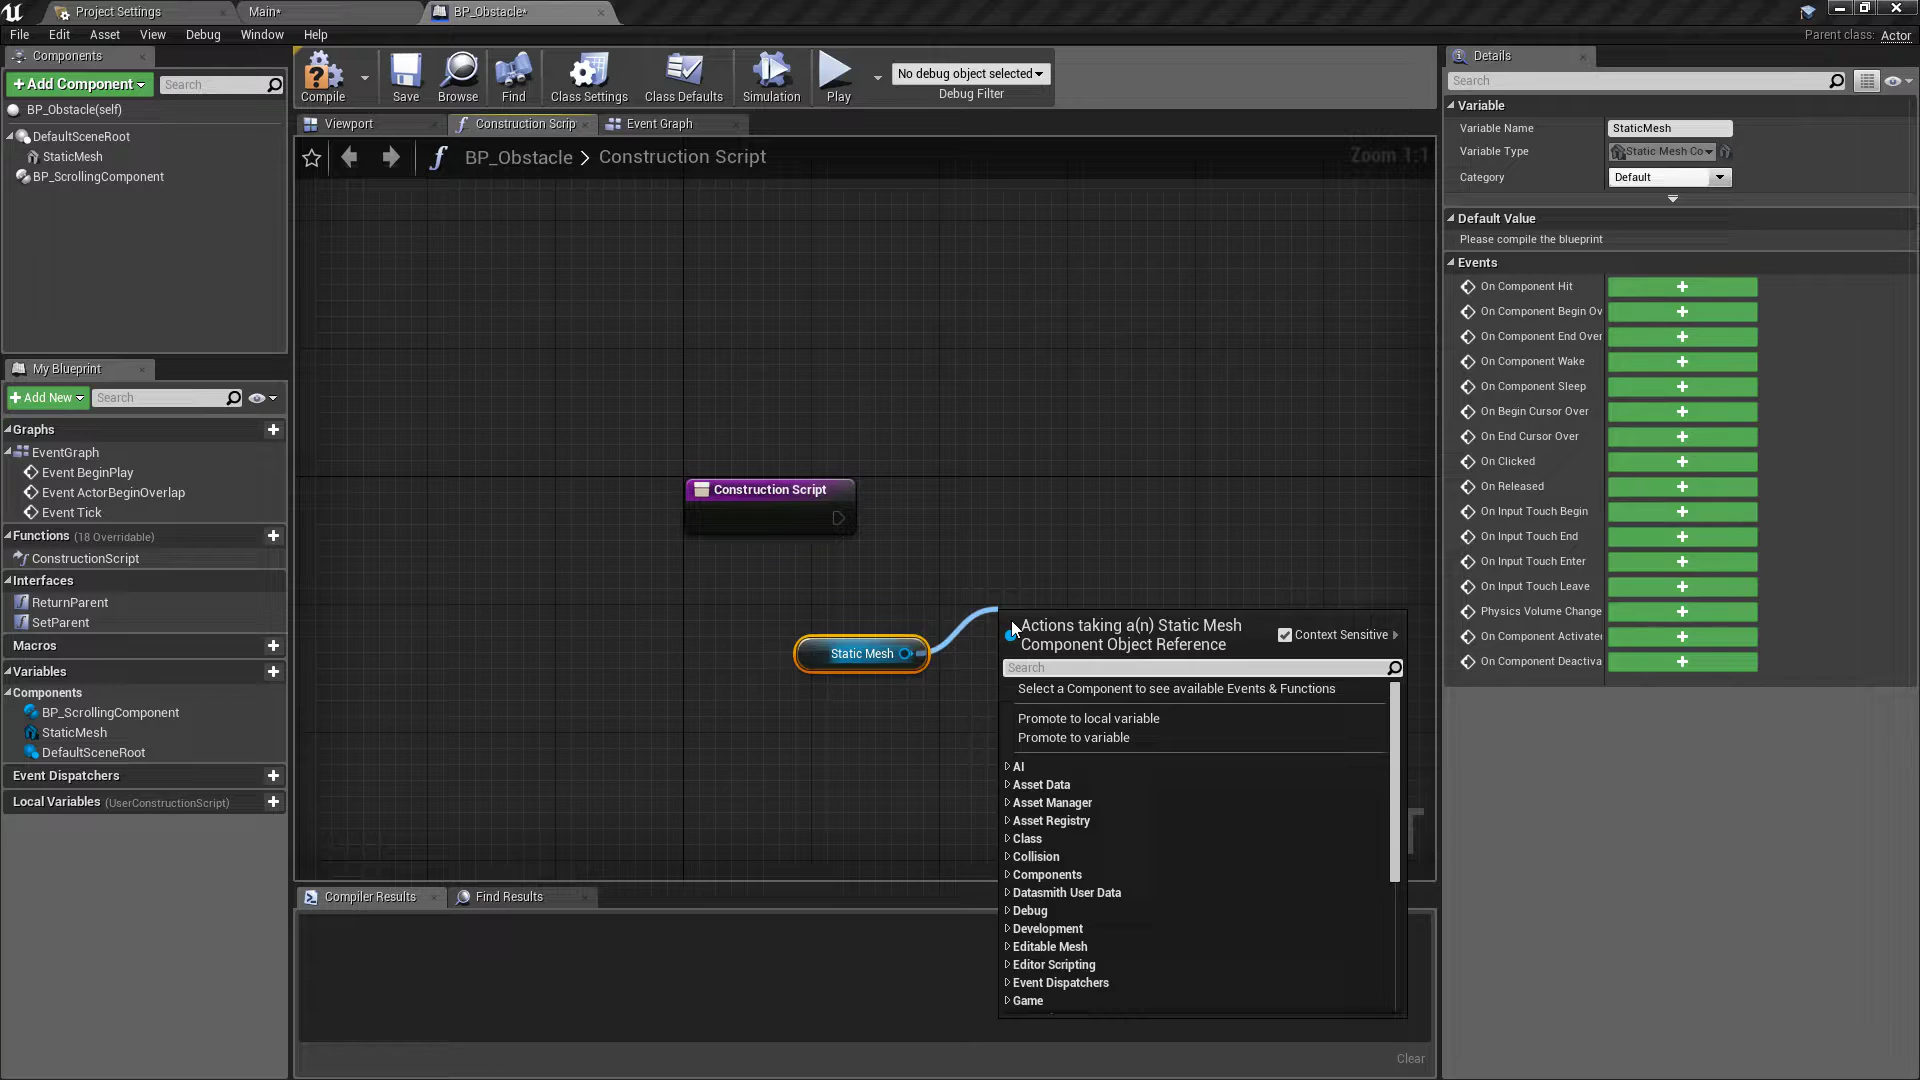 Project Settings
Main*
BP_Obstacle*
File Edit Asset View Debug Window Help
Parent class: Actor
Components
+Add Component
Search
BP_Obstacle(self)
DefaultSceneRoot
StaticMesh
BP_ScrollingComponent
My Blueprint
+Add New
Search
Graphs
EventGraph
Event BeginPlay
Event ActorBeginOverlap
Event Tick
Functions (18 Overridable)
ConstructionScript
Interfaces
ReturnParent
SetParent
Macros
Variables
Components
BP_ScrollingComponent
StaticMesh
DefaultSceneRoot
Event Dispatchers
Local Variables (UserConstructionScript)
Compile
Save
Browse
Find
Class Settings
Class Defaults
Simulation
Play
No debug object selected
Debug Filter
Viewport
Construction Scrip
Event Graph
BP_Obstacle > Construction Script
Zoom 1:1
Construction Script
Static Mesh
Actions taking a(n) Static Mesh
Component Object Reference
Context Sensitive
Search
Select a Component to see available Events & Functions
Promote to local variable
Promote to variable
AI
Asset Data
Asset Manager
Asset Registry
Class
Collision
Components
Datasmith User Data
Debug
Development
Editable Mesh
Editor Scripting
Event Dispatchers
Game
Compiler Results
Find Results
Clear
Details
Search
Variable
Variable Name
StaticMesh
Variable Type
Static Mesh Co
Category
Default
Default Value
Please compile the blueprint
Events
On Component Hit
On Component Begin Ov
On Component End Over
On Component Wake
On Component Sleep
On Begin Cursor Over
On End Cursor Over
On Clicked
On Released
On Input Touch Begin
On Input Touch End
On Input Touch Enter
On Input Touch Leave
Physics Volume Change
On Component Activate
On Component Deactiva